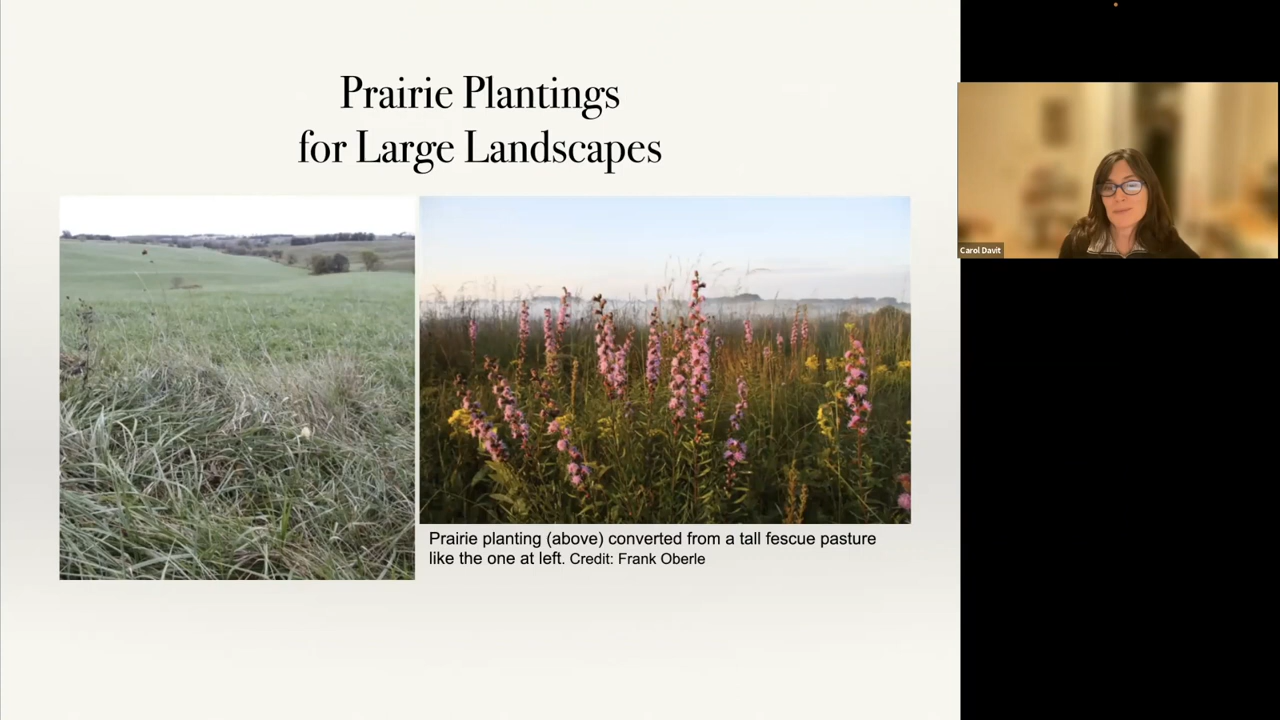 Prairie Plantings
for Large Landscapes
Carol Davit
Prairie planting (above) converted from a tall fescue pasture
like the one at left. Credit: Frank Oberle